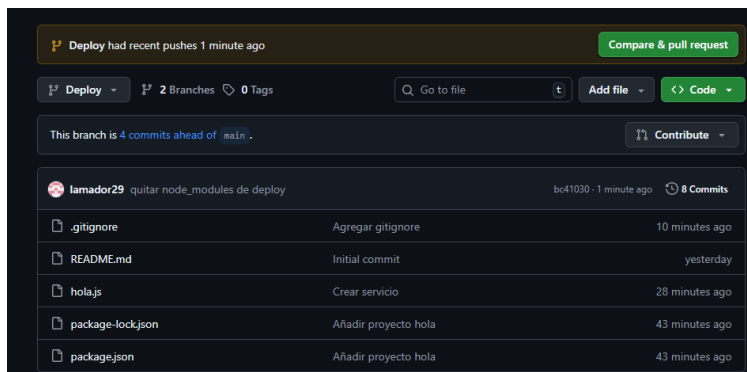 Deploy had recent pushes 1 minute ago Compare & pull request
Deploy 2 Branches 0 Tags Go to file t Add file <> Code
This branch is 4 commits ahead of main . Contribute
lamador29 quitar node_modules de deploy bc41030 · 1 minute ago 8 Commits
.gitignore Agregar gitignore 10 minutes ago
README.md Initial commit yesterday
hola.js Crear servicio 28 minutes ago
package-lock.json Añadir proyecto hola 43 minutes ago
package.json Añadir proyecto hola 43 minutes ago